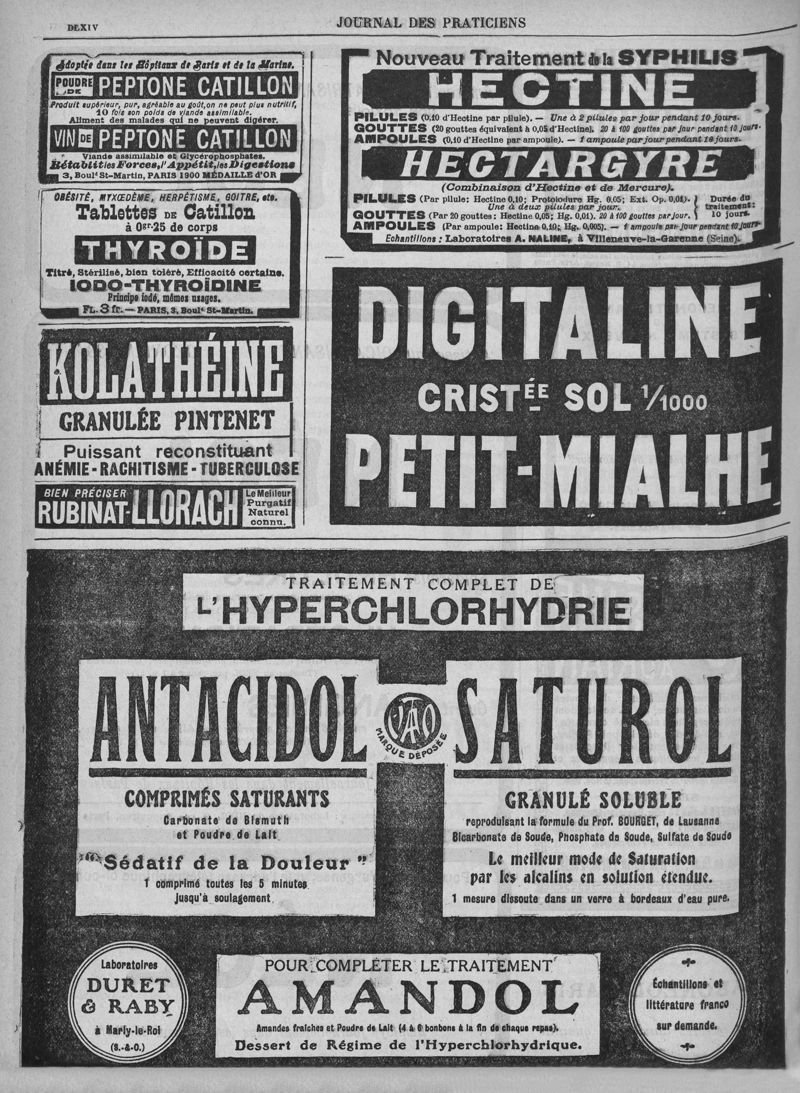 DLXIV
JOURNAL DES PRATICIENS
Adoptée dans les Hôpitaux de Paris et de la Marine.
POUDRE DE PEPTONE CATILLON
Produit supérieur, pur, agréable au goût, on ne peut plus nutritif,
10 fois son poids de viande assimilable.
Aliment des malades qui ne peuvent digérer.
VIN DE PEPTONE CATILLON
Viande assimilable et Glycérophosphates.
Rétablit les Forces, l'Appétit, les Digestions
3, Boulᵈ St-Martin, PARIS 1900 MÉDAILLE D'OR
OBÉSITÉ, MYXŒDÈME, HERPÉTISME, GOITRE, etc.
Tablettes DE Catillon
à 0gr.25 de corps
THYROÏDE
Titré, Stérilisé, bien toléré, Efficacité certaine.
IODO-THYROÏDINE
Principe iodé, mêmes usages.
FL. 3 fr. — PARIS, 3, Boulᵈ St-Martin.
KOLATHÉINE
GRANULÉE PINTENET
Puissant reconstituant
ANÉMIE - RACHITISME - TUBERCULOSE
BIEN PRÉCISER
RUBINAT-LLORACH
Le Meilleur
Purgatif
Naturel
connu.
Nouveau Traitement de la SYPHILIS
HECTINE
PILULES (0,10 d'Hectine par pilule). — Une à 2 pilules par jour pendant 10 jours.
GOUTTES (20 gouttes équivalent à 0,05 d'Hectine). 20 à 100 gouttes par jour pendant 10 jours.
AMPOULES (0,10 d'Hectine par ampoule). — 1 ampoule par jour pendant 10 jours.
HECTARGYRE
(Combinaison d'Hectine et de Mercure).
PILULES (Par pilule: Hectine 0,10; Protoiodure Hg. 0,05; Ext. Op. 0,01).
Une à deux pilules par jour.
GOUTTES (Par 20 gouttes: Hectine 0,05; Hg. 0,01). 20 à 100 gouttes par jour.
Durée du
traitement:
10 jours.
AMPOULES (Par ampoule: Hectine 0,10; Hg. 0,005). — 1 ampoule par jour pendant 10 jours.
Echantillons: Laboratoires A. NALINE, à Villeneuve-la-Garenne (Seine).
DIGITALINE
CRISTÉE SOL 1/1000
PETIT-MIALHE
TRAITEMENT COMPLET DE
L'HYPERCHLORHYDRIE
ANTACIDOL
COMPRIMÉS SATURANTS
Carbonate de Bismuth
et Poudre de Lait
"Sédatif de la Douleur"
1 comprimé toutes les 5 minutes
jusqu'à soulagement
MARQUE DÉPOSÉE
SATUROL
GRANULÉ SOLUBLE
reproduisant la formule du Prof. BOURGET, de Lausanne
Bicarbonate de Soude, Phosphate de Soude, Sulfate de Soude
Le meilleur mode de Saturation
par les alcalins en solution étendue.
1 mesure dissoute dans un verre à bordeaux d'eau pure.
Laboratoires
DURET
& RABY
à Marly-le-Roi
(S.-&-O.)
POUR COMPLÉTER LE TRAITEMENT
AMANDOL
Amandes fraîches et Poudre de Lait (4 à 6 bonbons à la fin de chaque repas).
Dessert de Régime de l'Hyperchlorhydrique.
Échantillons et
littérature franco
sur demande.